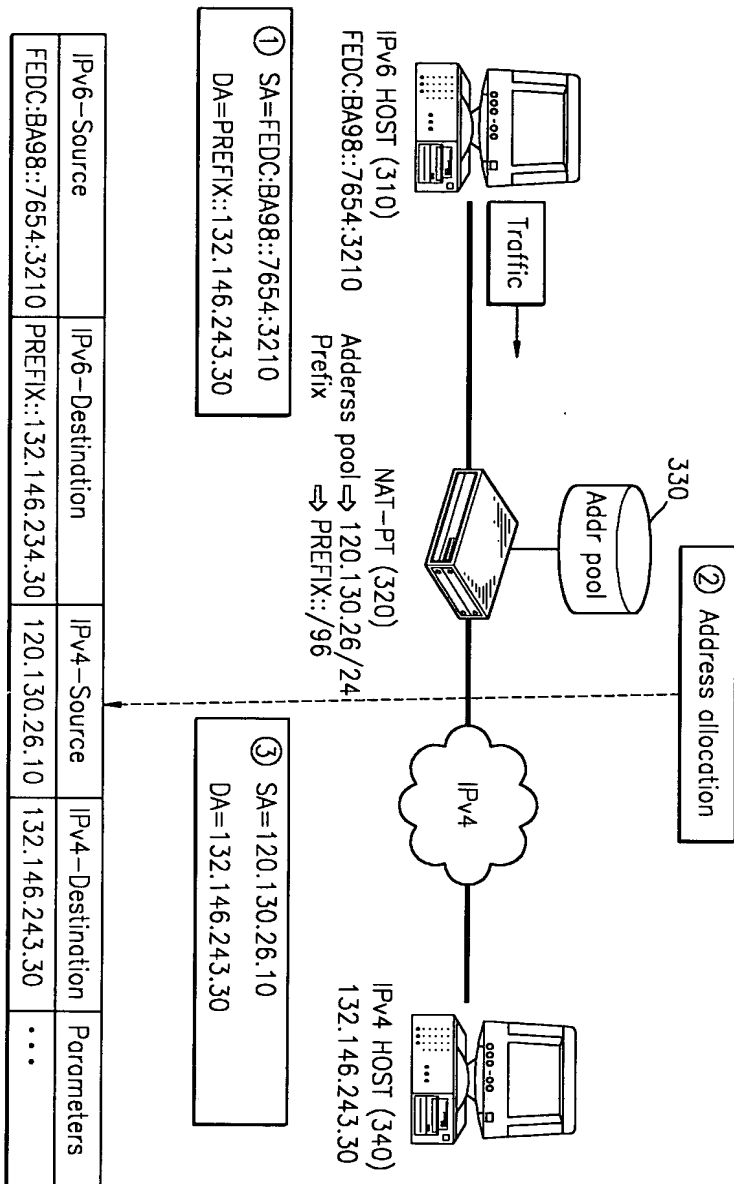 ② Address allocation
330
Addr pool
Traffic
IPv4
IPv6 HOST (310)
FEDC:BA98::7654:3210
NAT-PT (320)
Adderss pool ⇨ 120.130.26/24
Prefix ⇨ PREFIX::/96
IPv4 HOST (340)
132.146.243.30
① SA=FEDC:BA98::7654:3210
DA=PREFIX::132.146.243.30
③ SA=120.130.26.10
DA=132.146.243.30
IPv6-Source IPv6-Destination IPv4-Source IPv4-Destination Parameters
FEDC:BA98::7654:3210 PREFIX::132.146.234.30 120.130.26.10 132.146.243.30 •••